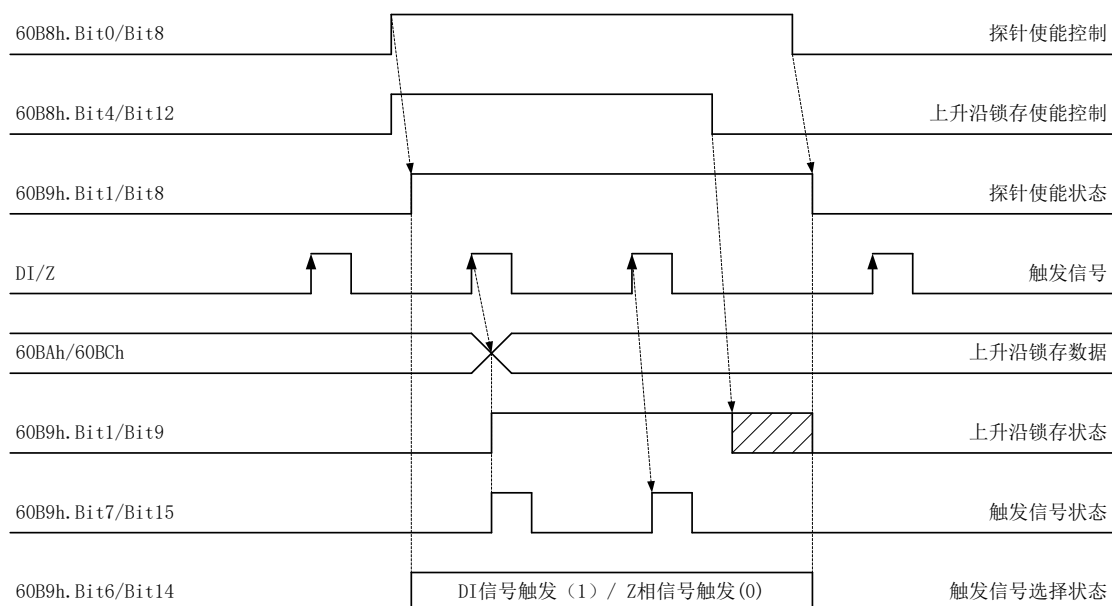 60B8h.Bit0/Bit8 探针使能控制
60B8h.Bit4/Bit12 上升沿锁存使能控制
60B9h.Bit1/Bit8 探针使能状态
DI/Z 触发信号
60BAh/60BCh 上升沿锁存数据
60B9h.Bit1/Bit9 上升沿锁存状态
60B9h.Bit7/Bit15 触发信号状态
60B9h.Bit6/Bit14 DI信号触发（1）/ Z相信号触发(0) 触发信号选择状态